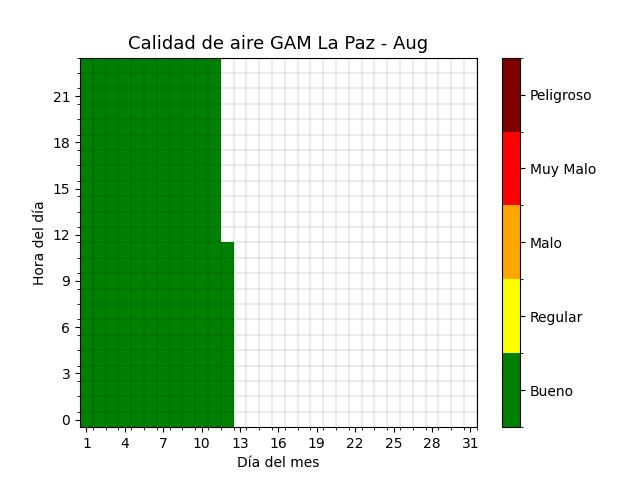 Calidad de aire GAM La Paz - Aug
21
18
15
12
9
6
3
0
Hora del día
1 4 7 10 13 16 19 22 25 28 31
Día del mes
Peligroso
Muy Malo
Malo
Regular
Bueno